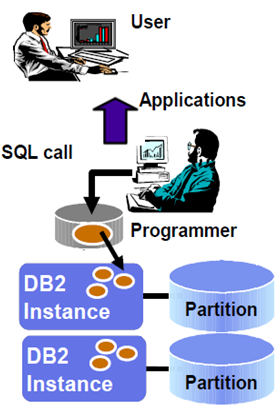 User
Applications
SQL call
Programmer
DB2
Instance
Partition
DB2
Instance
Partition